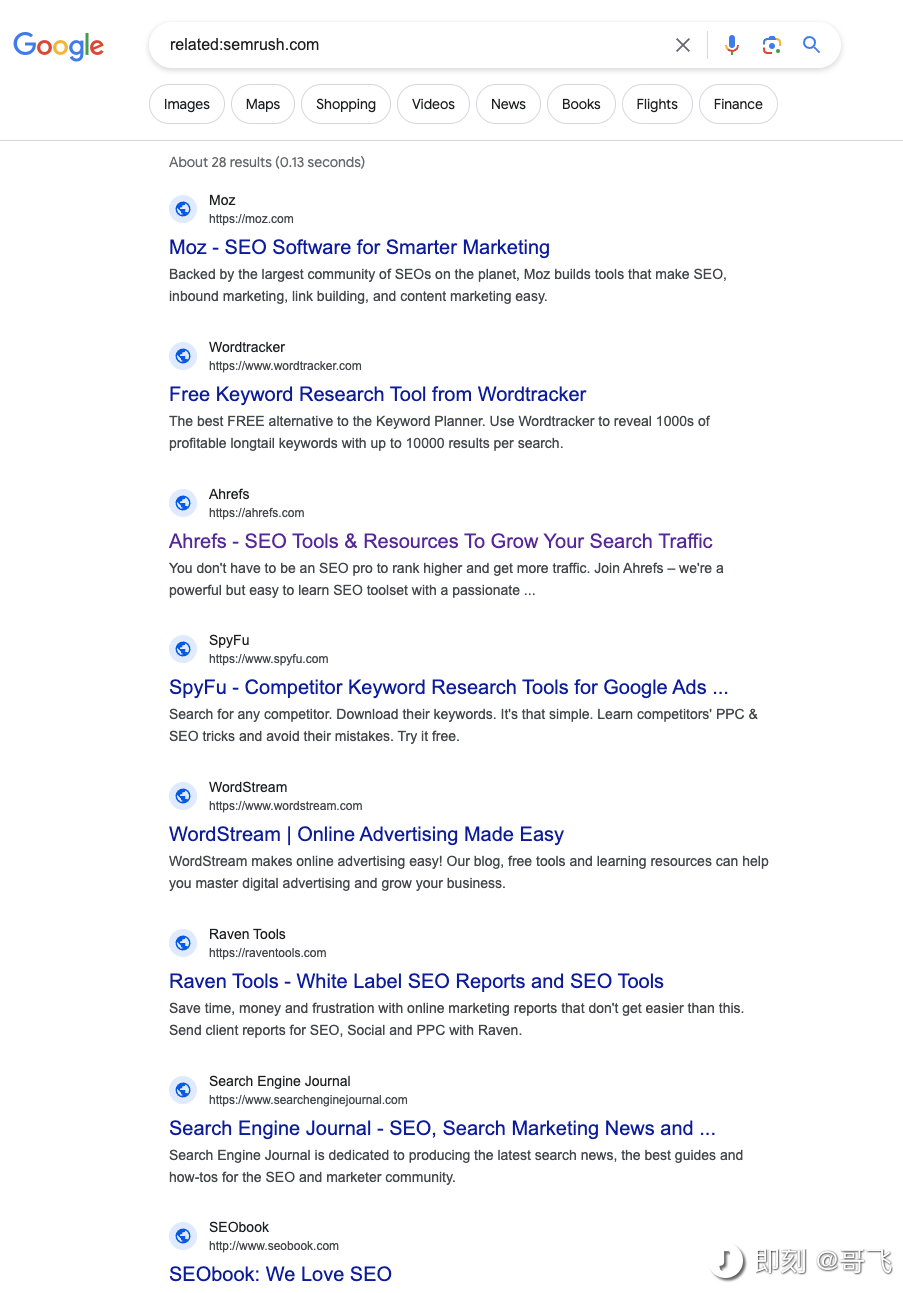 Google
related:semrush.com
Images Maps Shopping Videos News Books Flights Finance
About 28 results (0.13 seconds)
Moz
https://moz.com
Moz - SEO Software for Smarter Marketing
Backed by the largest community of SEOs on the planet, Moz builds tools that make SEO,
inbound marketing, link building, and content marketing easy.
Wordtracker
https://www.wordtracker.com
Free Keyword Research Tool from Wordtracker
The best FREE alternative to the Keyword Planner. Use Wordtracker to reveal 1000s of
profitable longtail keywords with up to 10000 results per search.
Ahrefs
https://ahrefs.com
Ahrefs - SEO Tools & Resources To Grow Your Search Traffic
You don't have to be an SEO pro to rank higher and get more traffic. Join Ahrefs – we're a
powerful but easy to learn SEO toolset with a passionate ...
SpyFu
https://www.spyfu.com
SpyFu - Competitor Keyword Research Tools for Google Ads ...
Search for any competitor. Download their keywords. It's that simple. Learn competitors' PPC &
SEO tricks and avoid their mistakes. Try it free.
WordStream
https://www.wordstream.com
WordStream | Online Advertising Made Easy
WordStream makes online advertising easy! Our blog, free tools and learning resources can help
you master digital advertising and grow your business.
Raven Tools
https://raventools.com
Raven Tools - White Label SEO Reports and SEO Tools
Save time, money and frustration with online marketing reports that don't get easier than this.
Send client reports for SEO, Social and PPC with Raven.
Search Engine Journal
https://www.searchenginejournal.com
Search Engine Journal - SEO, Search Marketing News and ...
Search Engine Journal is dedicated to producing the latest search news, the best guides and
how-tos for the SEO and marketer community.
SEObook
http://www.seobook.com
SEObook: We Love SEO
即刻 @哥飞